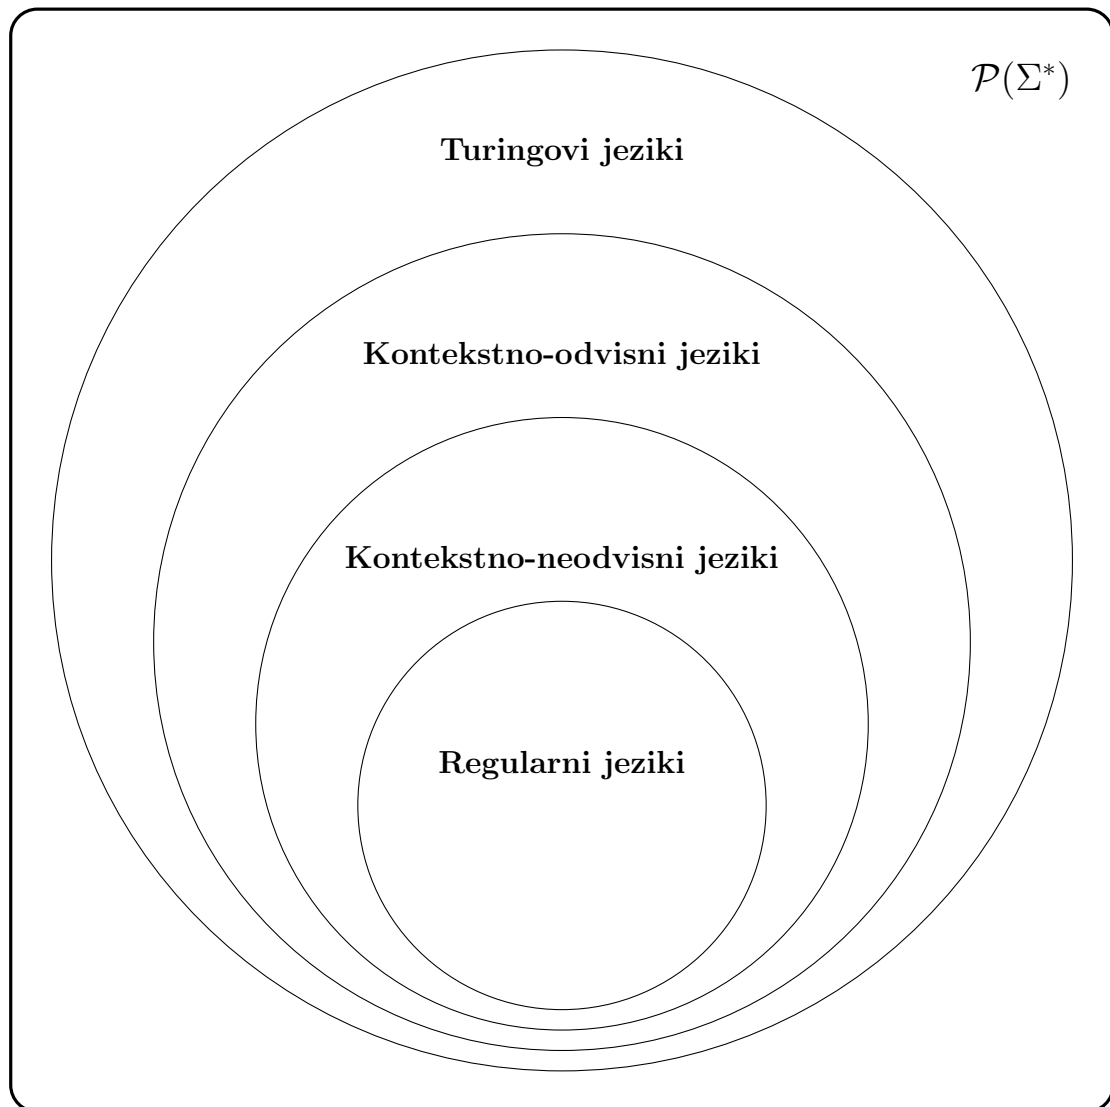 𝒫(Σ*)
Turingovi jeziki
Kontekstno-odvisni jeziki
Kontekstno-neodvisni jeziki
Regularni jeziki